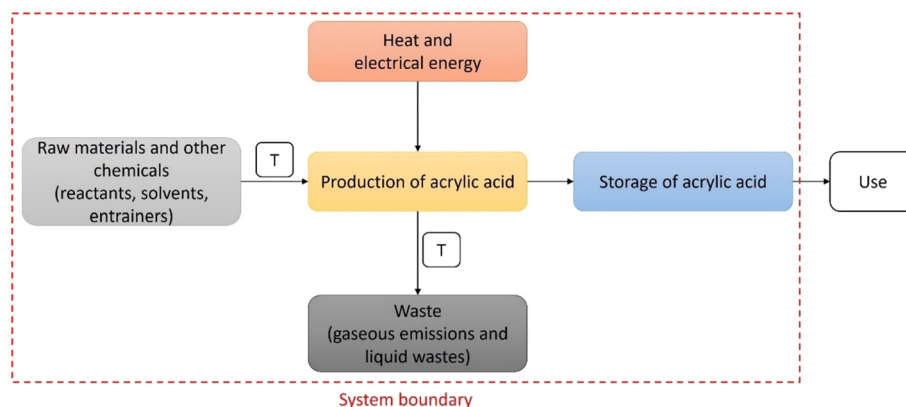 Heat and
electrical energy
Raw materials and other
chemicals
(reactants, solvents,
entrainers)
T
Production of acrylic acid
Storage of acrylic acid
Use
T
Waste
(gaseous emissions and
liquid wastes)
System boundary